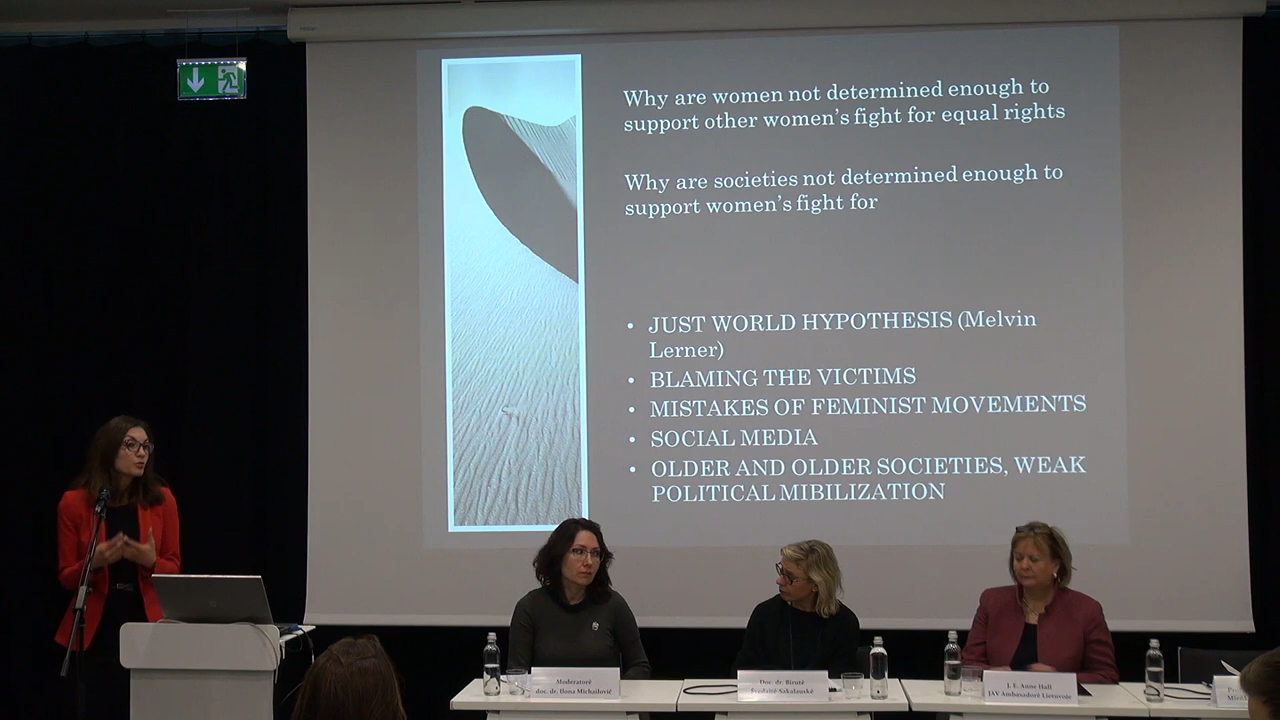 Why are women not determined enough to
support other women's fight for equal rights
Why are societies not determined enough to
support women's fight for
• JUST WORLD HYPOTHESIS (Melvin
Lerner)
• BLAMING THE VICTIMS
• MISTAKES OF FEMINIST MOVEMENTS
• SOCIAL MEDIA
• OLDER AND OLDER SOCIETIES, WEAK
POLITICAL MIBILIZATION
Moderatorė
doc. dr. Ilona Michailovič
Doc. dr. Birutė
Švedaitė-Sakalauskė
J. E. Anne Hall
JAV Ambasadorė Lietuvoje